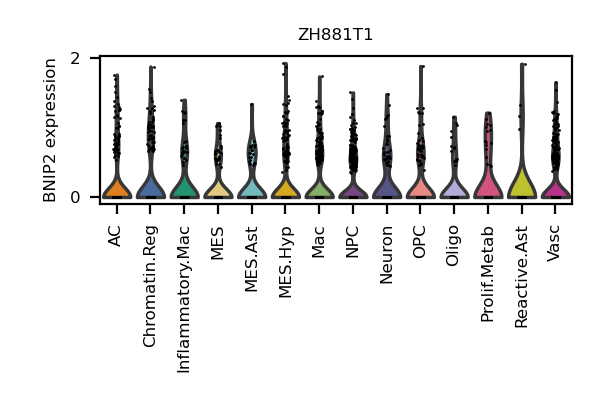 ZH881T1
BNIP2 expression
2
0
AC
Chromatin.Reg
Inflammatory.Mac
MES
MES.Ast
MES.Hyp
Mac
NPC
Neuron
OPC
Oligo
Prolif.Metab
Reactive.Ast
Vasc